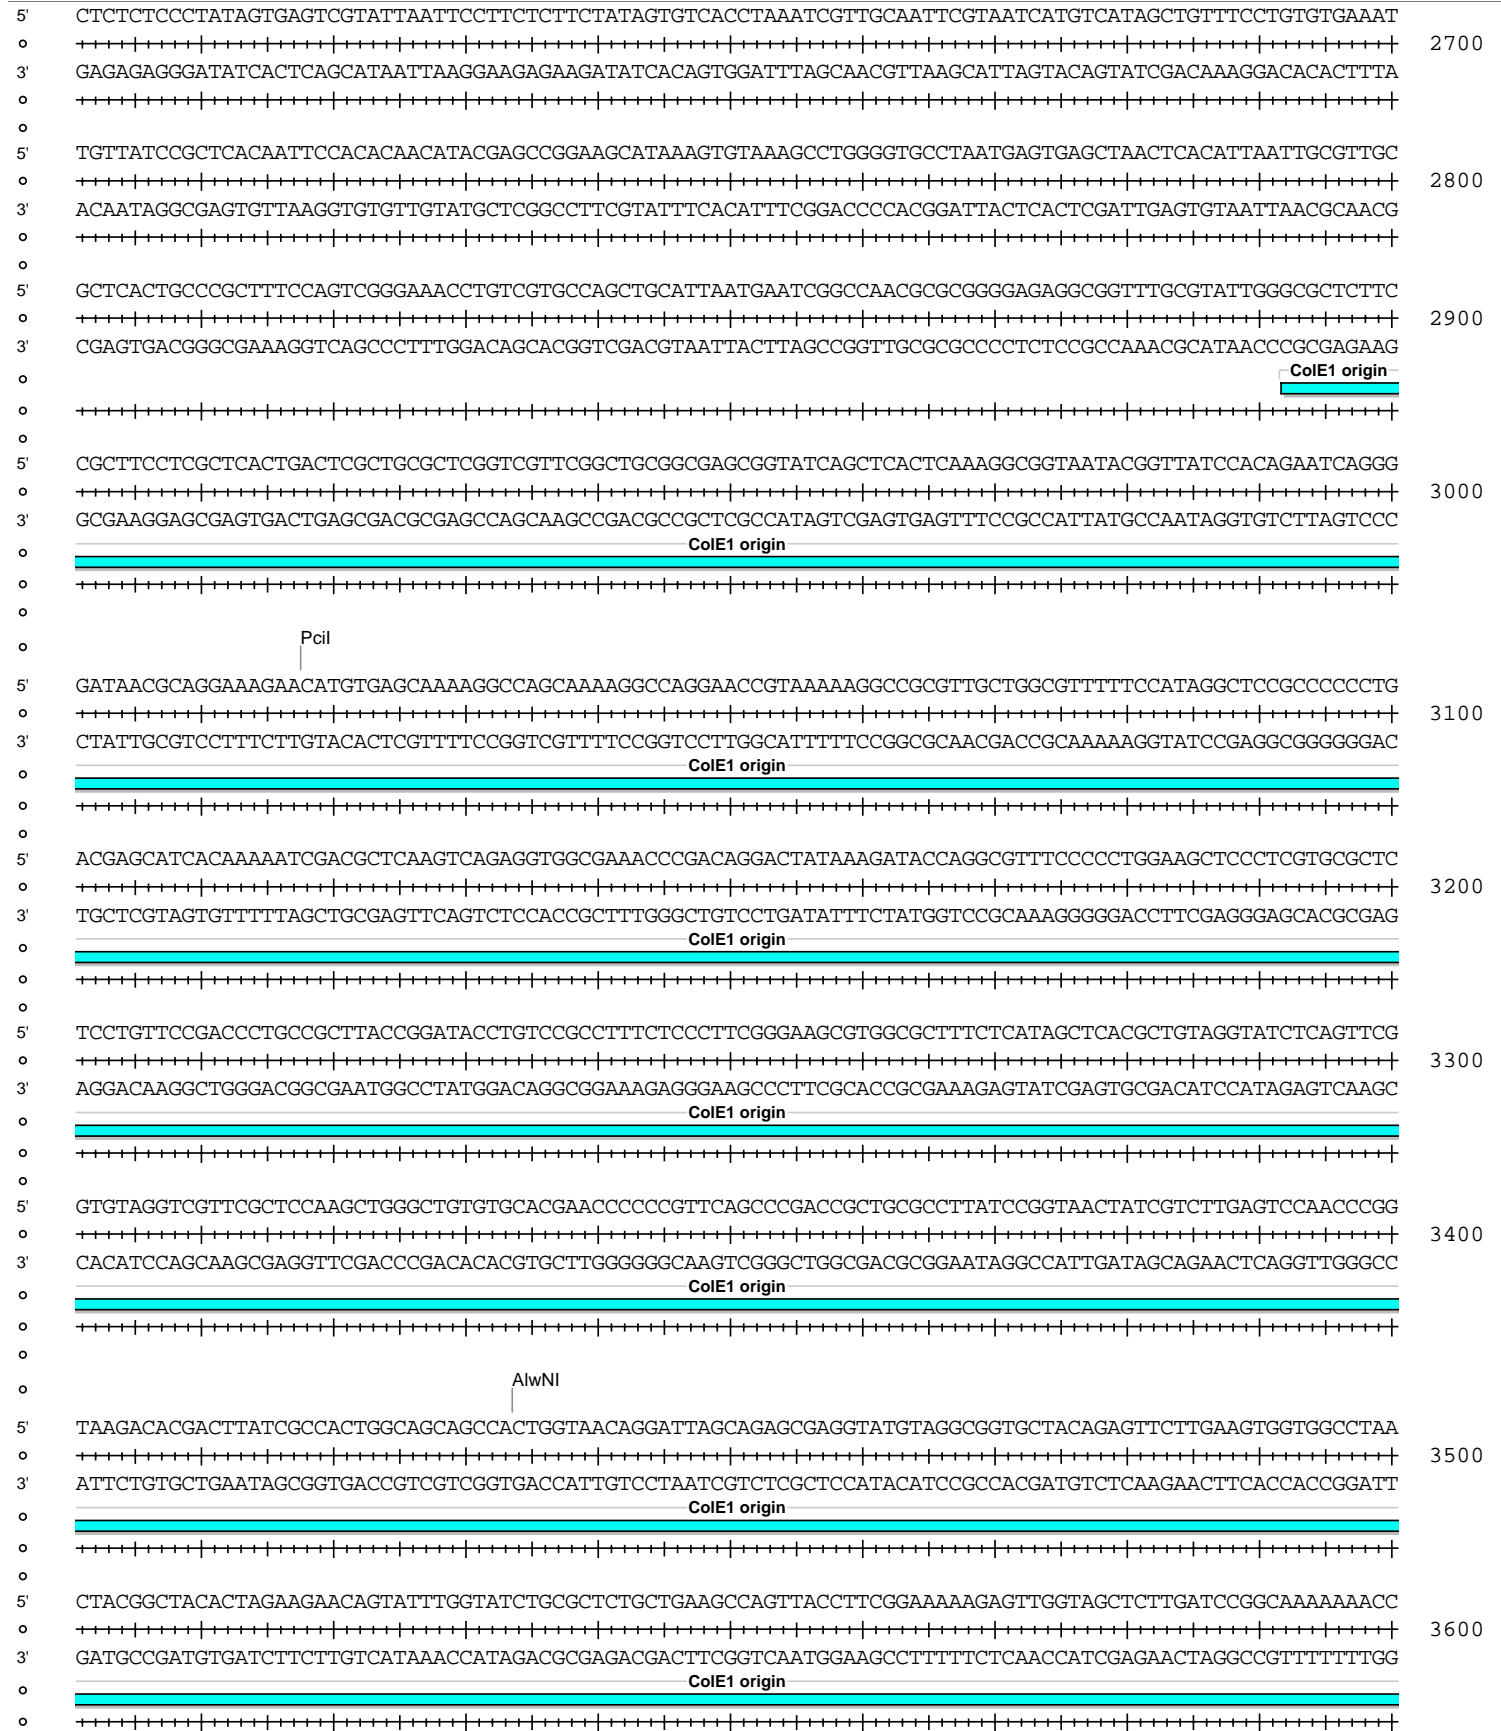 5' CTCTCTCCCTATAGTGAGTCGTATTAATTCCTTCTCTTCTATAGTGTCACCTAAATCGTTGCAATTCGTAATCATGTCATAGCTGTTTCCTGTGTGAAAT
2700
3' GAGAGAGGGATATCACTCAGCATAATTAAGGAAGAGAAGATATCACAGTGGATTTAGCAACGTTAAGCATTAGTACAGTATCGACAAAGGACACACTTTA
5' TGTTATCCGCTCACAATTCCACACAACATACGAGCCGGAAGCATAAAGTGTAAAGCCTGGGGTGCCTAATGAGTGAGCTAACTCACATTAATTGCGTTGC
2800
3' ACAATAGGCGAGTGTTAAGGTGTGTTGTATGCTCGGCCTTCGTATTTCACATTTCGGACCCCACGGATTACTCACTCGATTGAGTGTAATTAACGCAACG
5' GCTCACTGCCCGCTTTCCAGTCGGGAAACCTGTCGTGCCAGCTGCATTAATGAATCGGCCAACGCGCGGGGAGAGGCGGTTTGCGTATTGGGCGCTCTTC
2900
3' CGAGTGACGGGCGAAAGGTCAGCCCTTTGGACAGCACGGTCGACGTAATTACTTAGCCGGTTGCGCGCCCCTCTCCGCCAAACGCATAACCCGCGAGAAG
ColE1 origin
5' CGCTTCCTCGCTCACTGACTCGCTGCGCTCGGTCGTTCGGCTGCGGCGAGCGGTATCAGCTCACTCAAAGGCGGTAATACGGTTATCCACAGAATCAGGG
3000
3' GCGAAGGAGCGAGTGACTGAGCGACGCGAGCCAGCAAGCCGACGCCGCTCGCCATAGTCGAGTGAGTTTCCGCCATTATGCCAATAGGTGTCTTAGTCCC
ColE1 origin
PciI
5' GATAACGCAGGAAAGAACATGTGAGCAAAAGGCCAGCAAAAGGCCAGGAACCGTAAAAAGGCCGCGTTGCTGGCGTTTTTCCATAGGCTCCGCCCCCCTG
3100
3' CTATTGCGTCCTTTCTTGTACACTCGTTTTCCGGTCGTTTTCCGGTCCTTGGCATTTTTCCGGCGCAACGACCGCAAAAAGGTATCCGAGGCGGGGGGAC
ColE1 origin
5' ACGAGCATCACAAAAATCGACGCTCAAGTCAGAGGTGGCGAAACCCGACAGGACTATAAAGATACCAGGCGTTTCCCCCTGGAAGCTCCCTCGTGCGCTC
3200
3' TGCTCGTAGTGTTTTTAGCTGCGAGTTCAGTCTCCACCGCTTTGGGCTGTCCTGATATTTCTATGGTCCGCAAAGGGGGACCTTCGAGGGAGCACGCGAG
ColE1 origin
5' TCCTGTTCCGACCCTGCCGCTTACCGGATACCTGTCCGCCTTTCTCCCTTCGGGAAGCGTGGCGCTTTCTCATAGCTCACGCTGTAGGTATCTCAGTTCG
3300
3' AGGACAAGGCTGGGACGGCGAATGGCCTATGGACAGGCGGAAAGAGGGAAGCCCTTCGCACCGCGAAAGAGTATCGAGTGCGACATCCATAGAGTCAAGC
ColE1 origin
5' GTGTAGGTCGTTCGCTCCAAGCTGGGCTGTGTGCACGAACCCCCCGTTCAGCCCGACCGCTGCGCCTTATCCGGTAACTATCGTCTTGAGTCCAACCCGG
3400
3' CACATCCAGCAAGCGAGGTTCGACCCGACACACGTGCTTGGGGGGCAAGTCGGGCTGGCGACGCGGAATAGGCCATTGATAGCAGAACTCAGGTTGGGCC
ColE1 origin
AlwNI
5' TAAGACACGACTTATCGCCACTGGCAGCAGCCACTGGTAACAGGATTAGCAGAGCGAGGTATGTAGGCGGTGCTACAGAGTTCTTGAAGTGGTGGCCTAA
3500
3' ATTCTGTGCTGAATAGCGGTGACCGTCGTCGGTGACCATTGTCCTAATCGTCTCGCTCCATACATCCGCCACGATGTCTCAAGAACTTCACCACCGGATT
ColE1 origin
5' CTACGGCTACACTAGAAGAACAGTATTTGGTATCTGCGCTCTGCTGAAGCCAGTTACCTTCGGAAAAAGAGTTGGTAGCTCTTGATCCGGCAAAAAAACC
3600
3' GATGCCGATGTGATCTTCTTGTCATAAACCATAGACGCGAGACGACTTCGGTCAATGGAAGCCTTTTTCTCAACCATCGAGAACTAGGCCGTTTTTTTGG
ColE1 origin